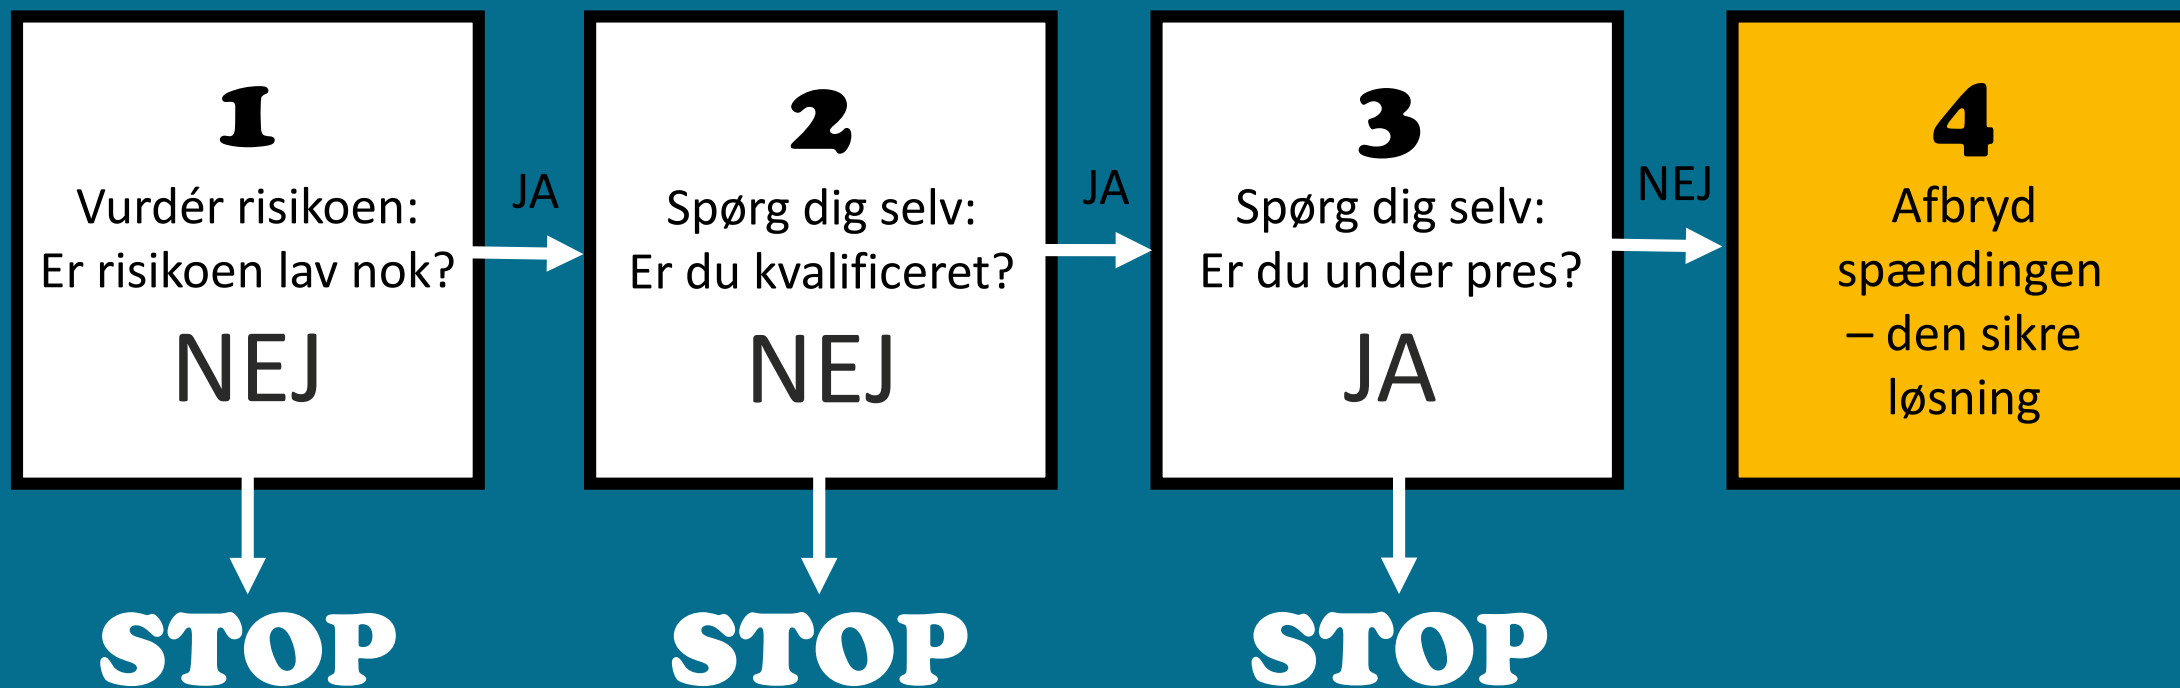 1
Vurdér risikoen:
Er risikoen lav nok?
NEJ
STOP
JA
2
Spørg dig selv:
Er du kvalificeret?
NEJ
STOP
JA
3
Spørg dig selv:
Er du under pres?
JA
STOP
NEJ
4
Afbryd
spændingen
– den sikre
løsning